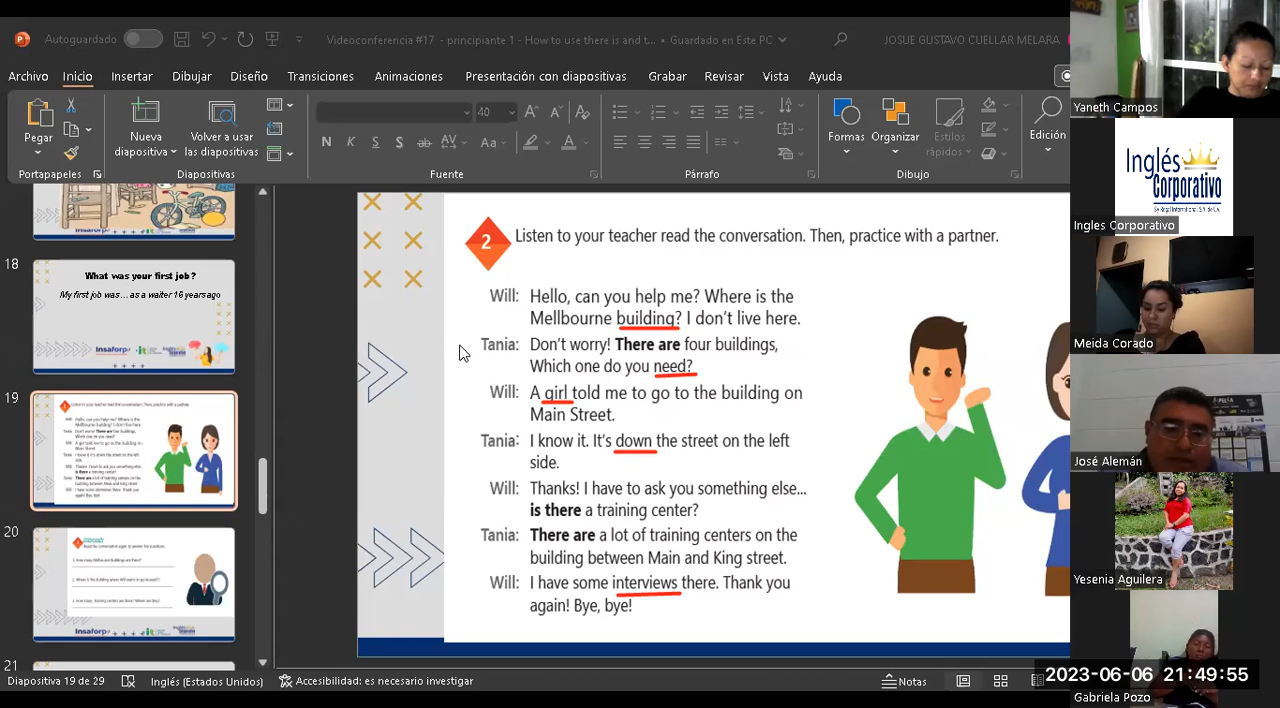 Autoguardado
Videoconferencia #17 - principiante 1 - How to use there is and t... • Guardado en Este PC
JOSUE GUSTAVO CUELLAR MELARA
Archivo Inicio Insertar Dibujar Diseño Transiciones Animaciones Presentación con diapositivas Grabar Revisar Vista Ayuda
Pegar
Nueva diapositiva
Volver a usar las diapositivas
40
N K S S ab AV Aa A
Formas
Organizar
Estilos rápidos
Edición
Portapapeles
Diapositivas
Fuente
Párrafo
Dibujo
18
What was your first job?
My first job was... as a waiter 16 years ago
Insaforp
19
20
Insaforp
21
2
Listen to your teacher read the conversation. Then, practice with a partner.
Will: Hello, can you help me? Where is the
Mellbourne building? I don't live here.
Tania: Don't worry! There are four buildings,
Which one do you need?
Will: A girl told me to go to the building on
Main Street.
Tania: I know it. It's down the street on the left
side.
Will: Thanks! I have to ask you something else...
is there a training center?
Tania: There are a lot of training centers on the
building between Main and King street.
Will: I have some interviews there. Thank you
again! Bye, bye!
Yaneth Campos
Inglés
Corporativo
Ingles Corporativo
Meida Corado
José Alemán
Yesenia Aguilera
2023-06-06 21:49:55
Gabriela Pozo
Diapositiva 19 de 29
Inglés (Estados Unidos)
Accesibilidad: es necesario investigar
Notas